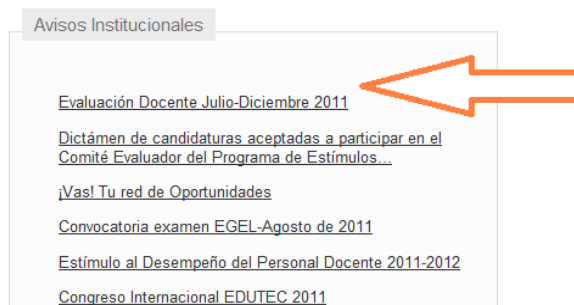 Avisos Institucionales
Evaluación Docente Julio-Diciembre 2011
Dictámen de candidaturas aceptadas a participar en el
Comité Evaluador del Programa de Estímulos...
¡Vas! Tu red de Oportunidades
Convocatoria examen EGEL-Agosto de 2011
Estímulo al Desempeño del Personal Docente 2011-2012
Congreso Internacional EDUTEC 2011